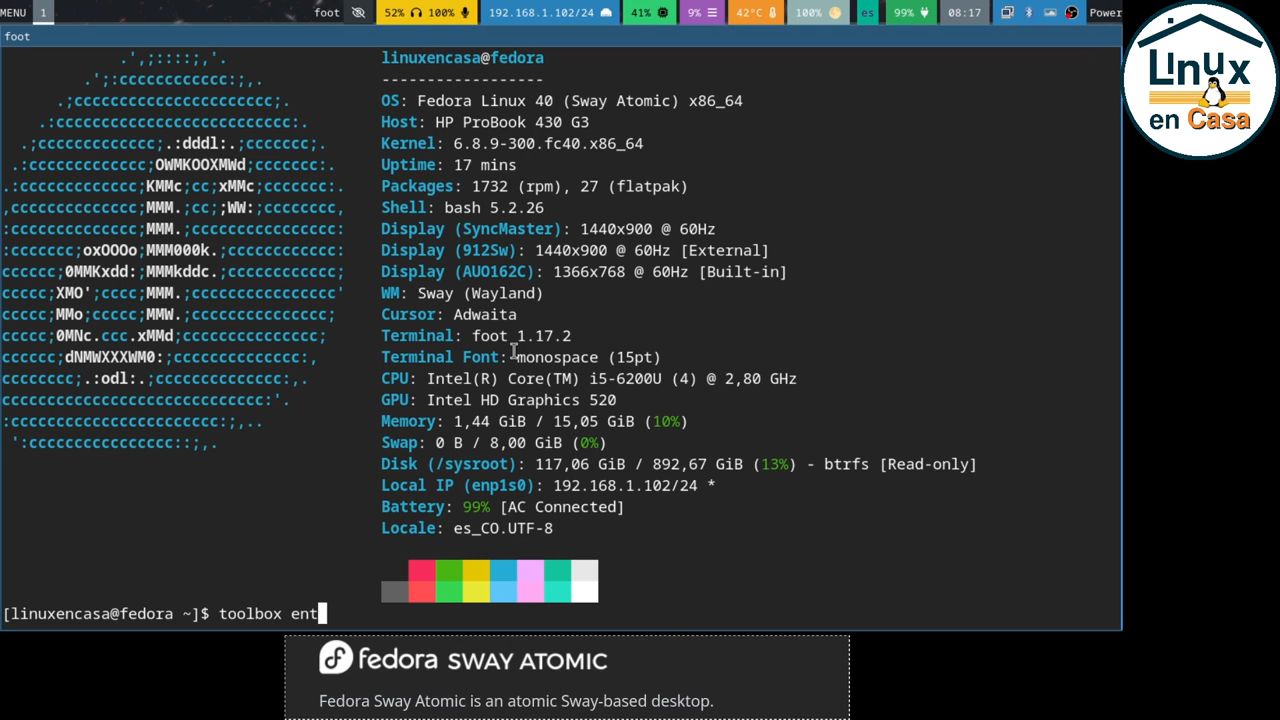 MENU 1 foot 52% 100% 192.168.1.102/24 41% 9% 42°C 100% es 99% 08:17 Power
foot
linuxencasa@fedora
------------------
OS: Fedora Linux 40 (Sway Atomic) x86_64
Host: HP ProBook 430 G3
Kernel: 6.8.9-300.fc40.x86_64
Uptime: 17 mins
Packages: 1732 (rpm), 27 (flatpak)
Shell: bash 5.2.26
Display (SyncMaster): 1440x900 @ 60Hz
Display (912Sw): 1440x900 @ 60Hz [External]
Display (AUO162C): 1366x768 @ 60Hz [Built-in]
WM: Sway (Wayland)
Cursor: Adwaita
Terminal: foot 1.17.2
Terminal Font: monospace (15pt)
CPU: Intel(R) Core(TM) i5-6200U (4) @ 2,80 GHz
GPU: Intel HD Graphics 520
Memory: 1,44 GiB / 15,05 GiB (10%)
Swap: 0 B / 8,00 GiB (0%)
Disk (/sysroot): 117,06 GiB / 892,67 GiB (13%) - btrfs [Read-only]
Local IP (enp1s0): 192.168.1.102/24 *
Battery: 99% [AC Connected]
Locale: es_CO.UTF-8
[linuxencasa@fedora ~]$ toolbox ent
Linux
en Casa
fedora SWAY ATOMIC
Fedora Sway Atomic is an atomic Sway-based desktop.